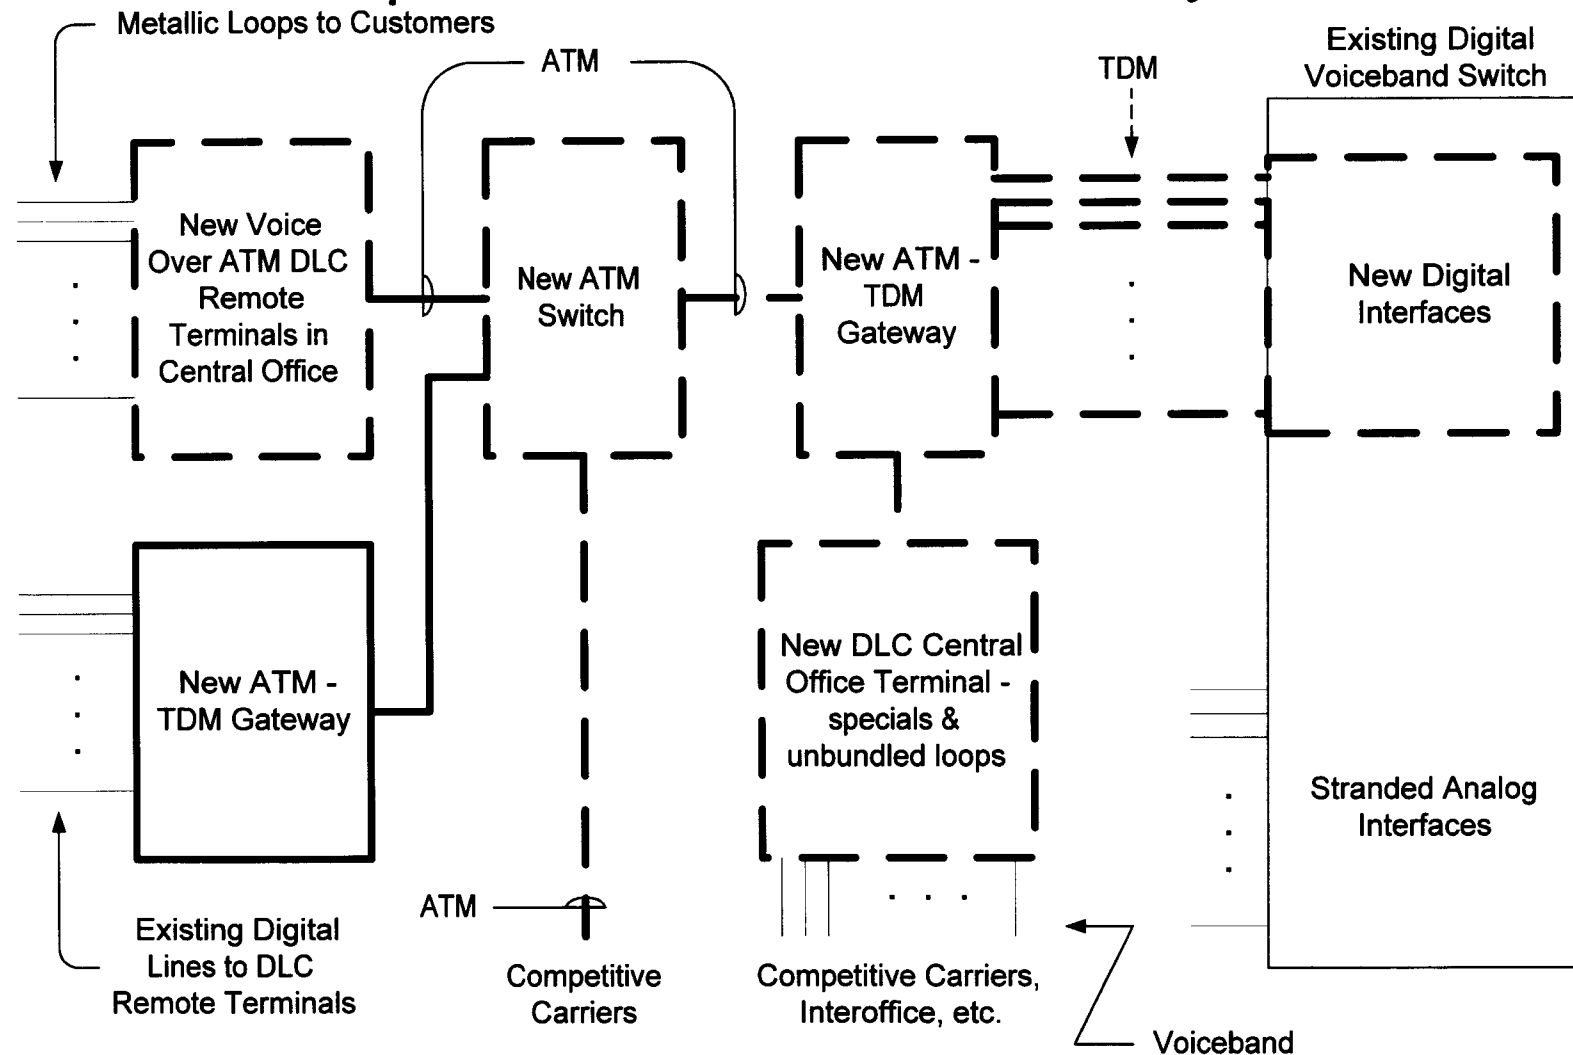 Metallic Loops to Customers
ATM
TDM
Existing Digital
Voiceband Switch
New Voice
Over ATM DLC
Remote
Terminals in
Central Office
New ATM
Switch
New ATM -
TDM
Gateway
New Digital
Interfaces
New ATM -
TDM Gateway
New DLC Central
Office Terminal -
specials &
unbundled loops
Stranded Analog
Interfaces
ATM
Existing Digital
Lines to DLC
Remote Terminals
Competitive
Carriers
Competitive Carriers,
Interoffice, etc.
Voiceband